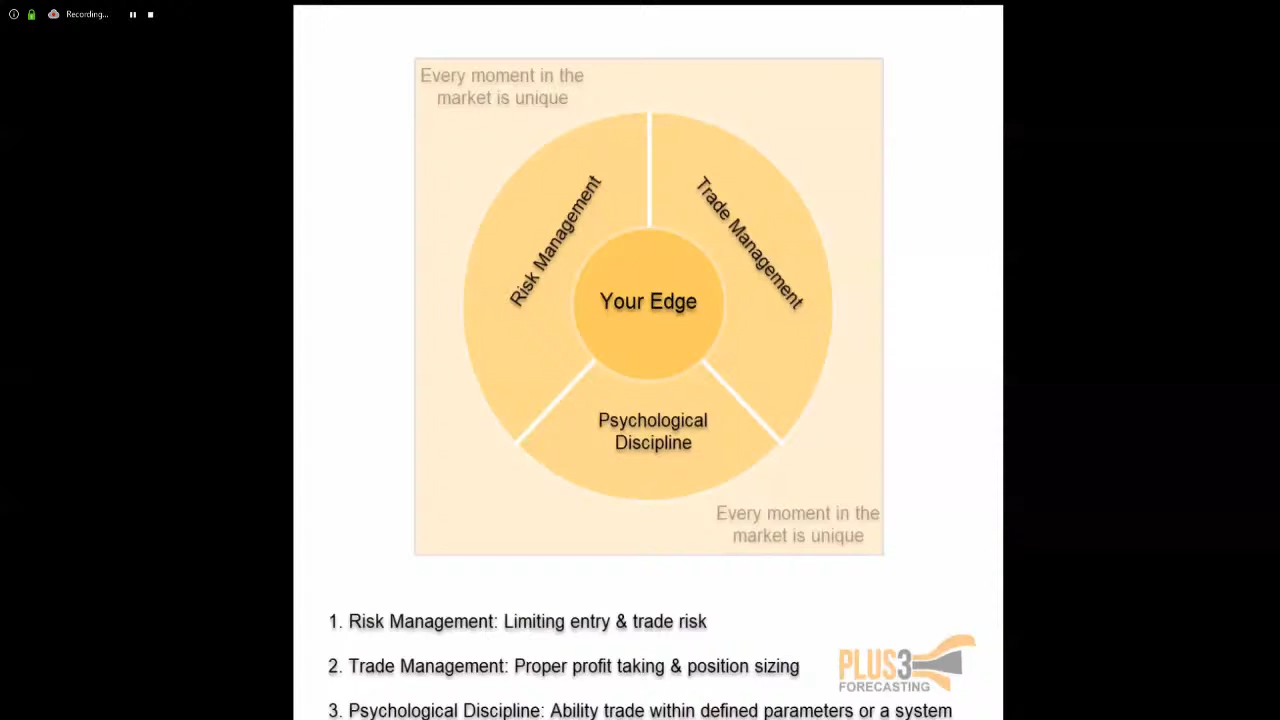 Recording...
Every moment in the
market is unique
Risk Management
Trade Management
Your Edge
Psychological
Discipline
Every moment in the
market is unique
1. Risk Management: Limiting entry & trade risk
2. Trade Management: Proper profit taking & position sizing
PLUS3
FORECASTING
3. Psychological Discipline: Ability trade within defined parameters or a system